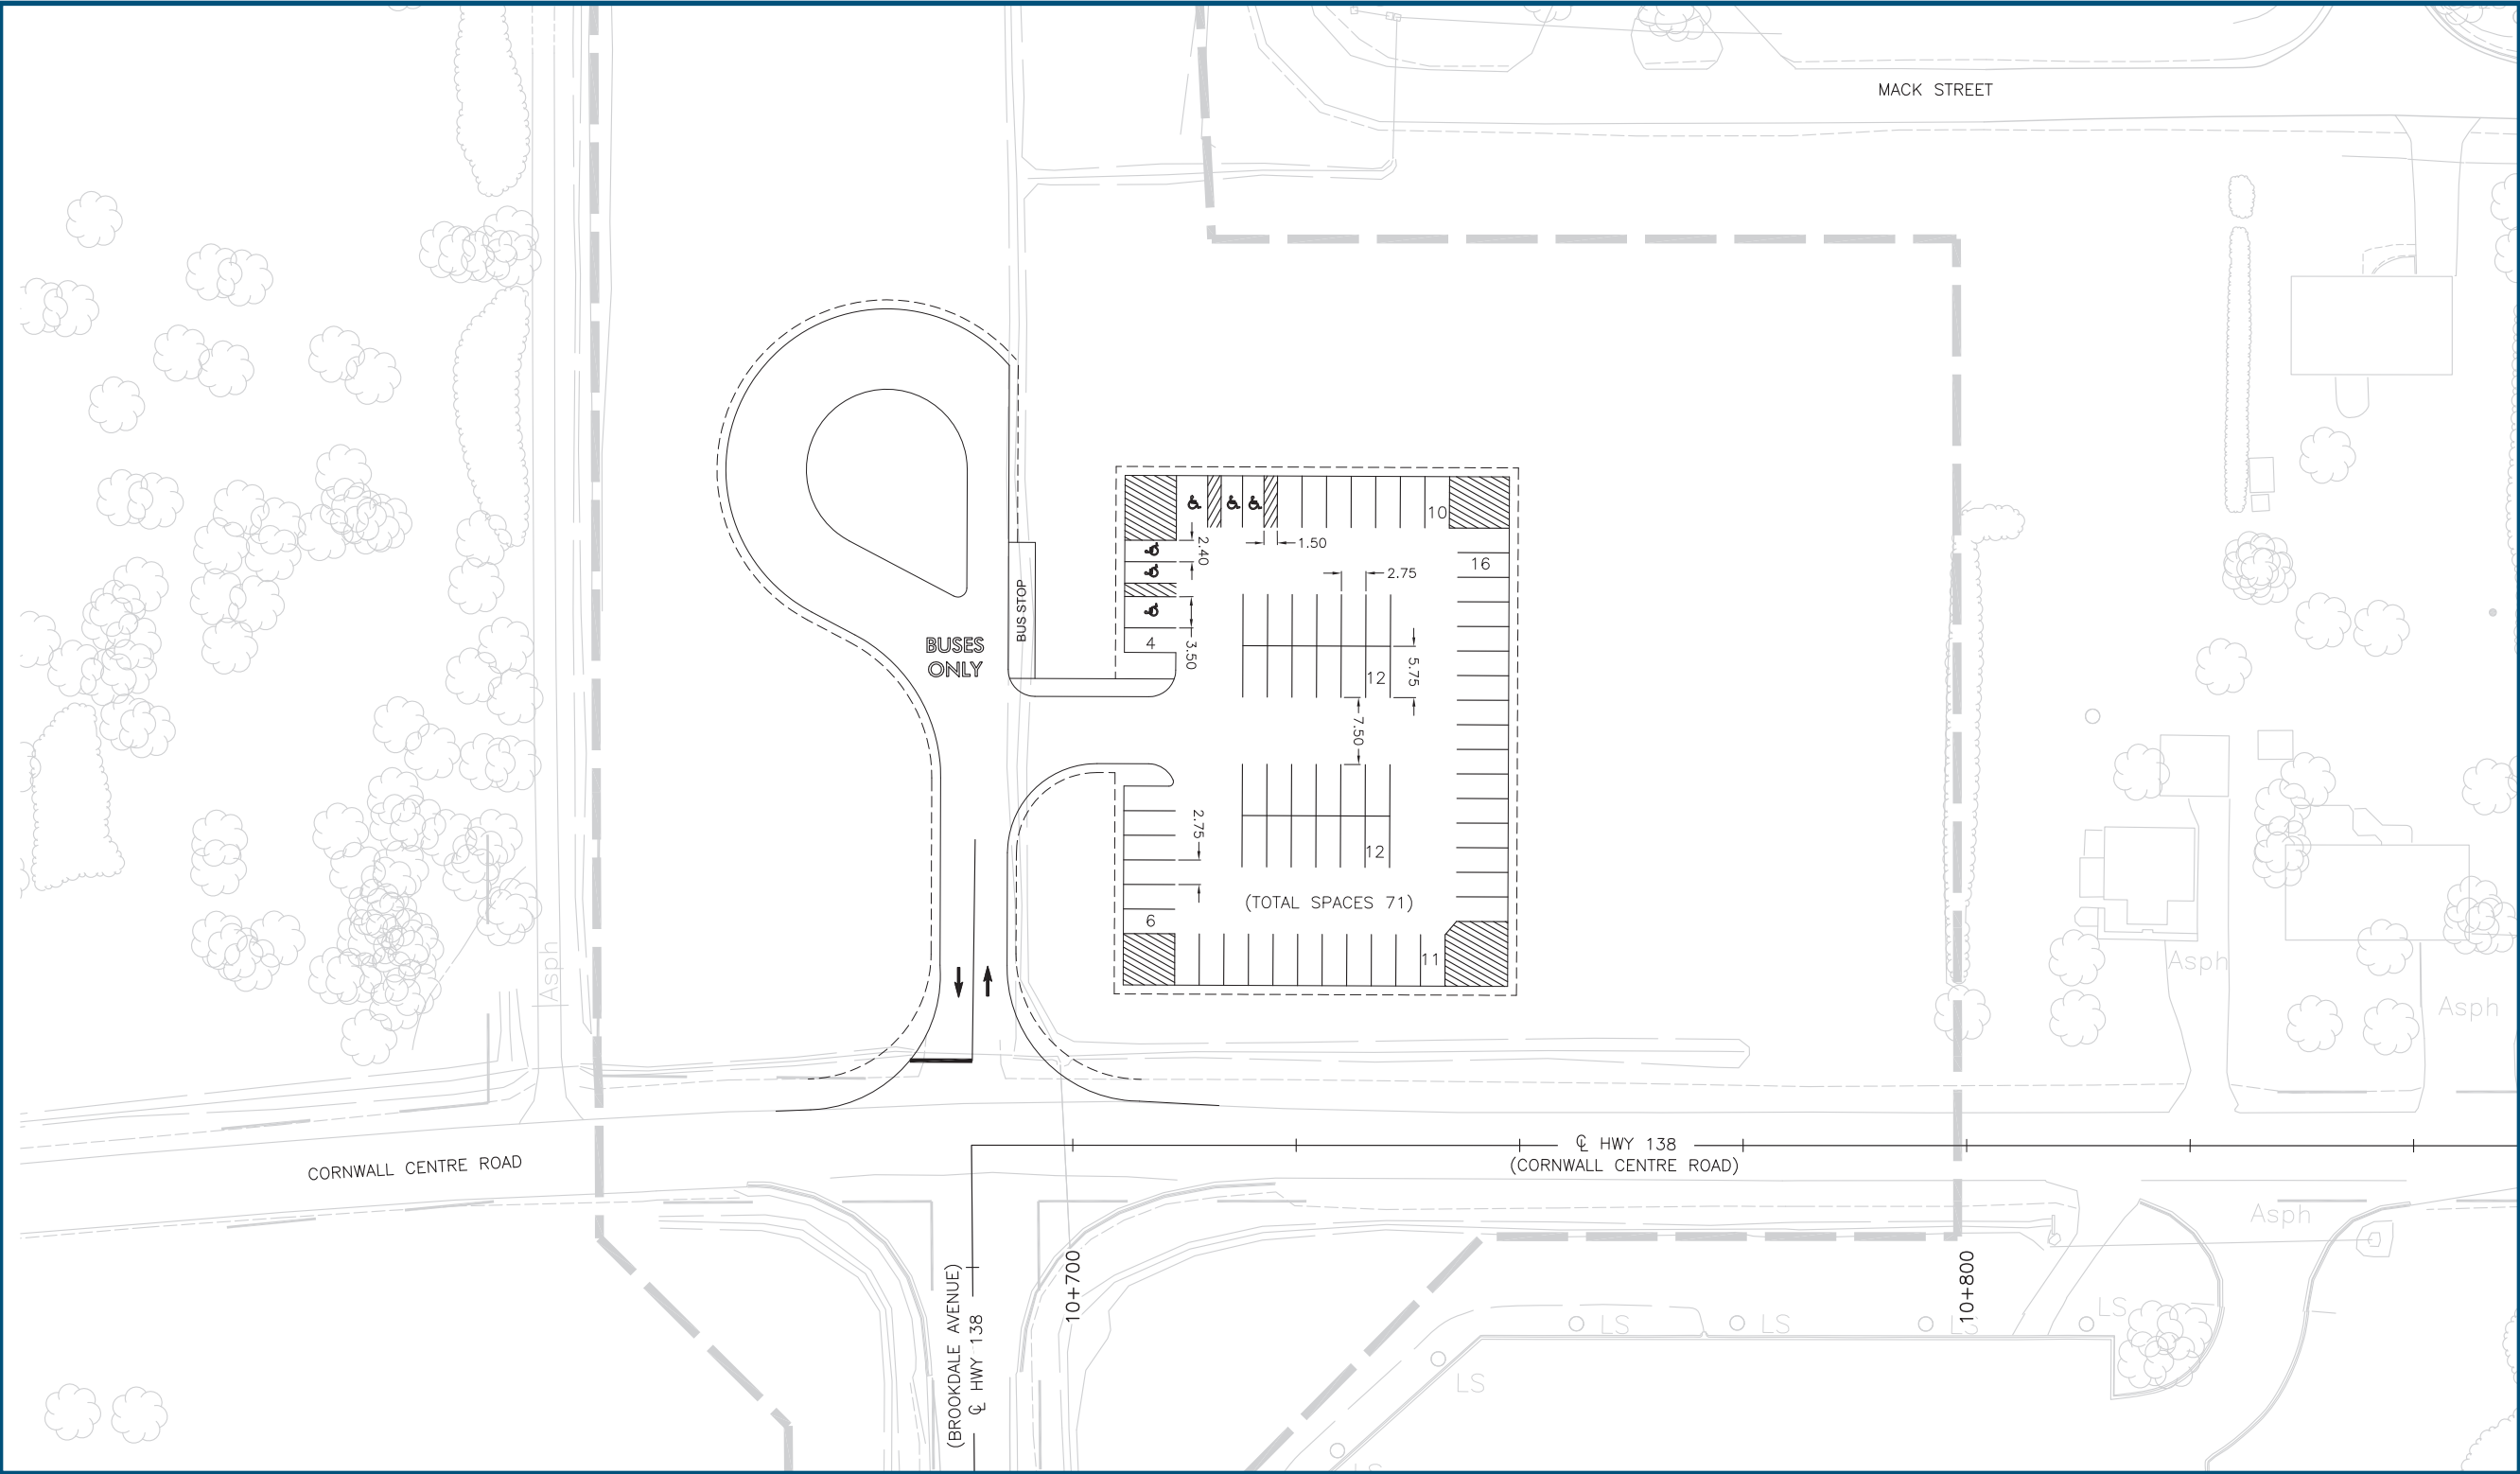 MACK STREET
10
1.50
2.40
16
2.75
BUS STOP
BUSES
ONLY
4
3.50
5.75
12
7.50
2.75
12
(TOTAL SPACES 71)
6
11
Asph
Asph
Asph
℄ HWY 138
(CORNWALL CENTRE ROAD)
CORNWALL CENTRE ROAD
Asph
10+700
10+800
(BROOKDALE AVENUE)
℄ HWY 138
LS
LS
LS
LS
LS
LS